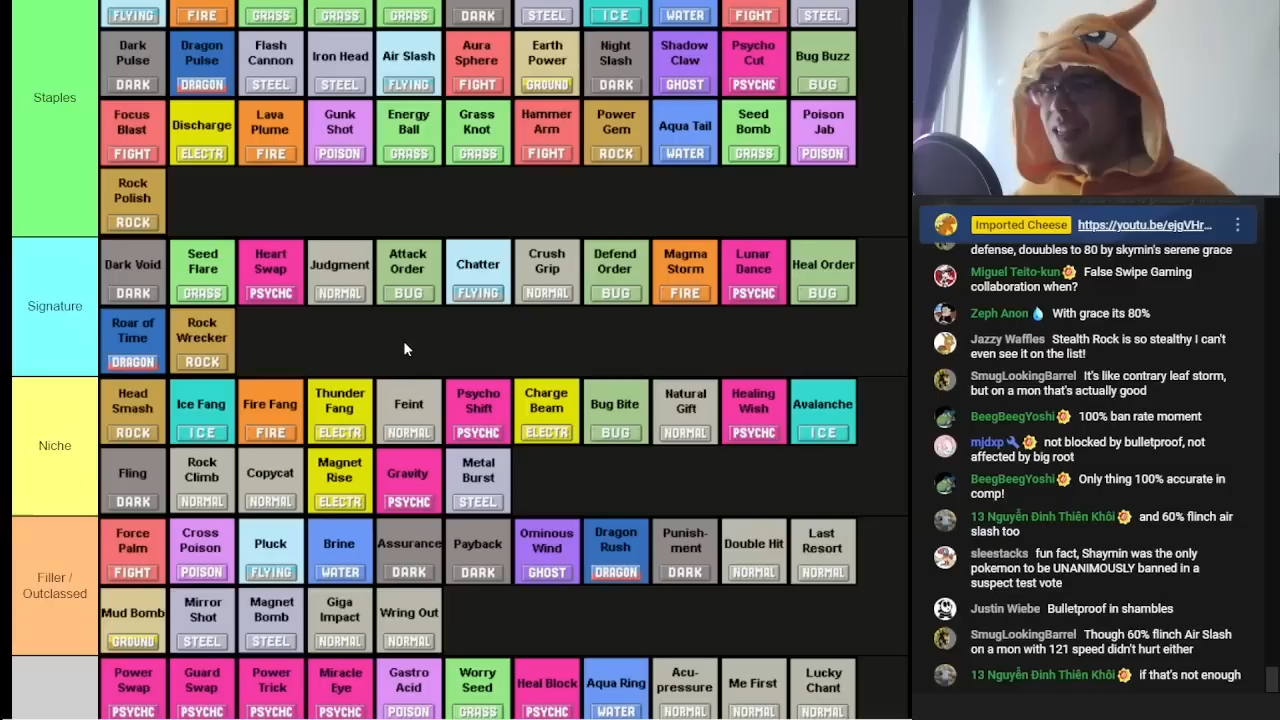 FLYING FIRE GRASS GRASS GRASS DARK STEEL ICE WATER FIGHT STEEL
Staples
Dark Pulse DARK
Dragon Pulse DRAGON
Flash Cannon STEEL
Iron Head STEEL
Air Slash FLYING
Aura Sphere FIGHT
Earth Power GROUND
Night Slash DARK
Shadow Claw GHOST
Psycho Cut PSYCHC
Bug Buzz BUG
Focus Blast FIGHT
Discharge ELECTR
Lava Plume FIRE
Gunk Shot POISON
Energy Ball GRASS
Grass Knot GRASS
Hammer Arm FIGHT
Power Gem ROCK
Aqua Tail WATER
Seed Bomb GRASS
Poison Jab POISON
Rock Polish ROCK
Signature
Dark Void DARK
Seed Flare GRASS
Heart Swap PSYCHC
Judgment NORMAL
Attack Order BUG
Chatter FLYING
Crush Grip NORMAL
Defend Order BUG
Magma Storm FIRE
Lunar Dance PSYCHC
Heal Order BUG
Roar of Time DRAGON
Rock Wrecker ROCK
Niche
Head Smash ROCK
Ice Fang ICE
Fire Fang FIRE
Thunder Fang ELECTR
Feint NORMAL
Psycho Shift PSYCHC
Charge Beam ELECTR
Bug Bite BUG
Natural Gift NORMAL
Healing Wish PSYCHC
Avalanche ICE
Fling DARK
Rock Climb NORMAL
Copycat NORMAL
Magnet Rise ELECTR
Gravity PSYCHC
Metal Burst STEEL
Filler /
Outclassed
Force Palm FIGHT
Cross Poison POISON
Pluck FLYING
Brine WATER
Assurance DARK
Payback DARK
Ominous Wind GHOST
Dragon Rush DRAGON
Punish-ment DARK
Double Hit NORMAL
Last Resort NORMAL
Mud Bomb GROUND
Mirror Shot STEEL
Magnet Bomb STEEL
Giga Impact NORMAL
Wring Out NORMAL
Power Swap PSYCHC
Guard Swap PSYCHC
Power Trick PSYCHC
Miracle Eye PSYCHC
Gastro Acid POISON
Worry Seed GRASS
Heal Block PSYCHC
Aqua Ring WATER
Acu-pressure NORMAL
Me First NORMAL
Lucky Chant NORMAL
Imported Cheese https://youtu.be/ejgVHr...
defense, douubles to 80 by skymin's serene grace
Miguel Teito-kun False Swipe Gaming
collaboration when?
Zeph Anon With grace its 80%
Jazzy Waffles Stealth Rock is so stealthy I can't
even see it on the list!
SmugLookingBarrel It's like contrary leaf storm,
but on a mon that's actually good
BeegBeegYoshi 100% ban rate moment
mjdxp not blocked by bulletproof, not
affected by big root
BeegBeegYoshi Only thing 100% accurate in
comp!
13 Nguyễn Đình Thiên Khôi and 60% flinch air
slash too
sleestacks fun fact, Shaymin was the only
pokemon to be UNANIMOUSLY banned in a
suspect test vote
Justin Wiebe Bulletproof in shambles
SmugLookingBarrel Though 60% flinch Air Slash
on a mon with 121 speed didn't hurt either
13 Nguyễn Đình Thiên Khôi if that's not enough